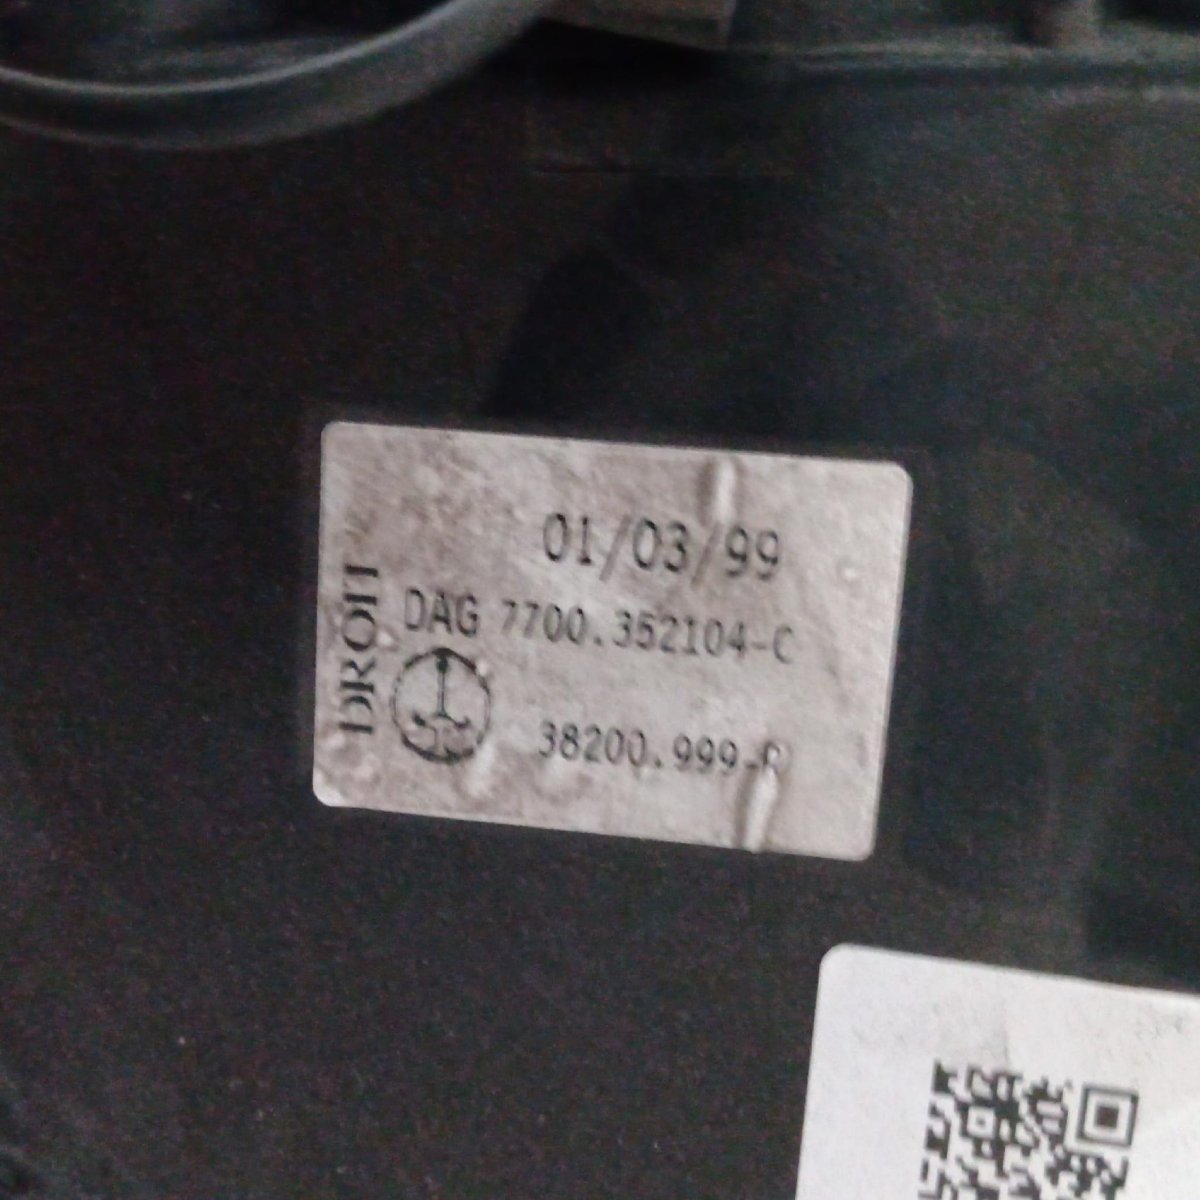 01/03/99
DROIT
DAG 7700.352104-C
38200.999-